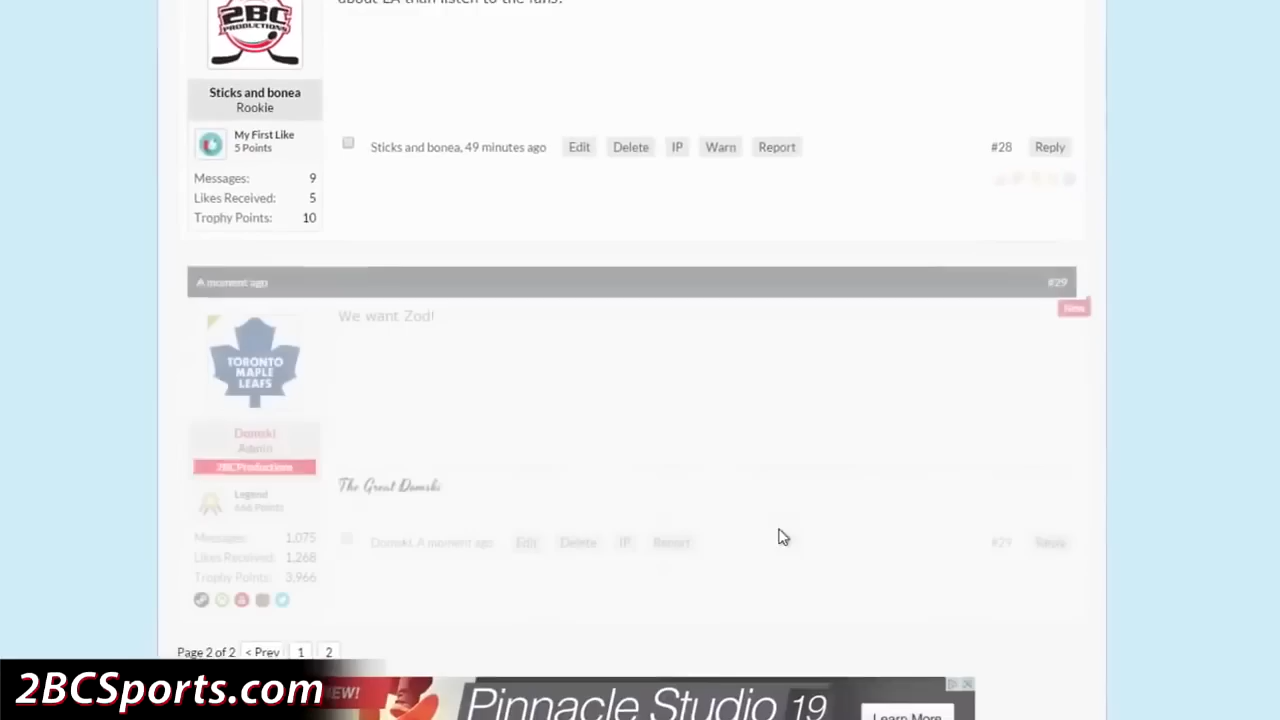 about EA than listen to the fans.
2BC
PRODUCTIONS
Sticks and bonea
Rookie
My First Like
5 Points
Messages: 9
Likes Received: 5
Trophy Points: 10
Sticks and bonea, 49 minutes ago Edit Delete IP Warn Report #28 Reply
A moment ago #29
New
We want Zod!
TORONTO
MAPLE
LEAFS
Domski
Admin
2BCProductions
Legend
666 Points
The Great Domski
Messages: 1,075
Likes Received: 1,268
Trophy Points: 3,966
Domski, A moment ago Edit Delete IP Report #29 Reply
Page 2 of 2 < Prev 1 2
2BCSports.com
NEW!
Pinnacle Studio 19
Learn More